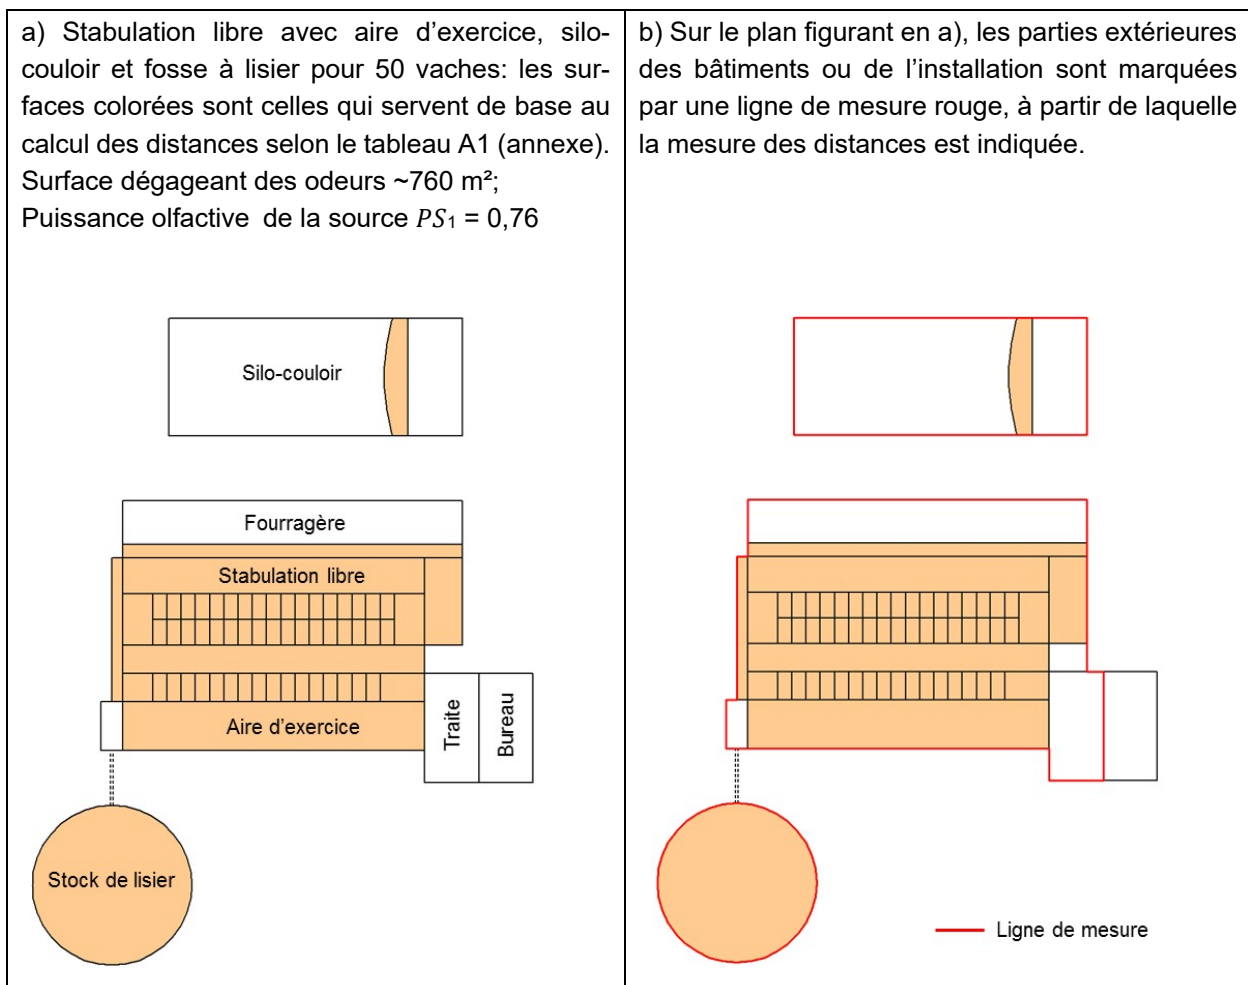 a) Stabulation libre avec aire d’exercice, silo-
couloir et fosse à lisier pour 50 vaches: les sur-
faces colorées sont celles qui servent de base au
calcul des distances selon le tableau A1 (annexe).
Surface dégageant des odeurs ~760 m²;
Puissance olfactive de la source PS₁ = 0,76
Silo-couloir
Fourragère
Stabulation libre
Aire d’exercice
Traite
Bureau
Stock de lisier
b) Sur le plan figurant en a), les parties extérieures
des bâtiments ou de l’installation sont marquées
par une ligne de mesure rouge, à partir de laquelle
la mesure des distances est indiquée.
Ligne de mesure